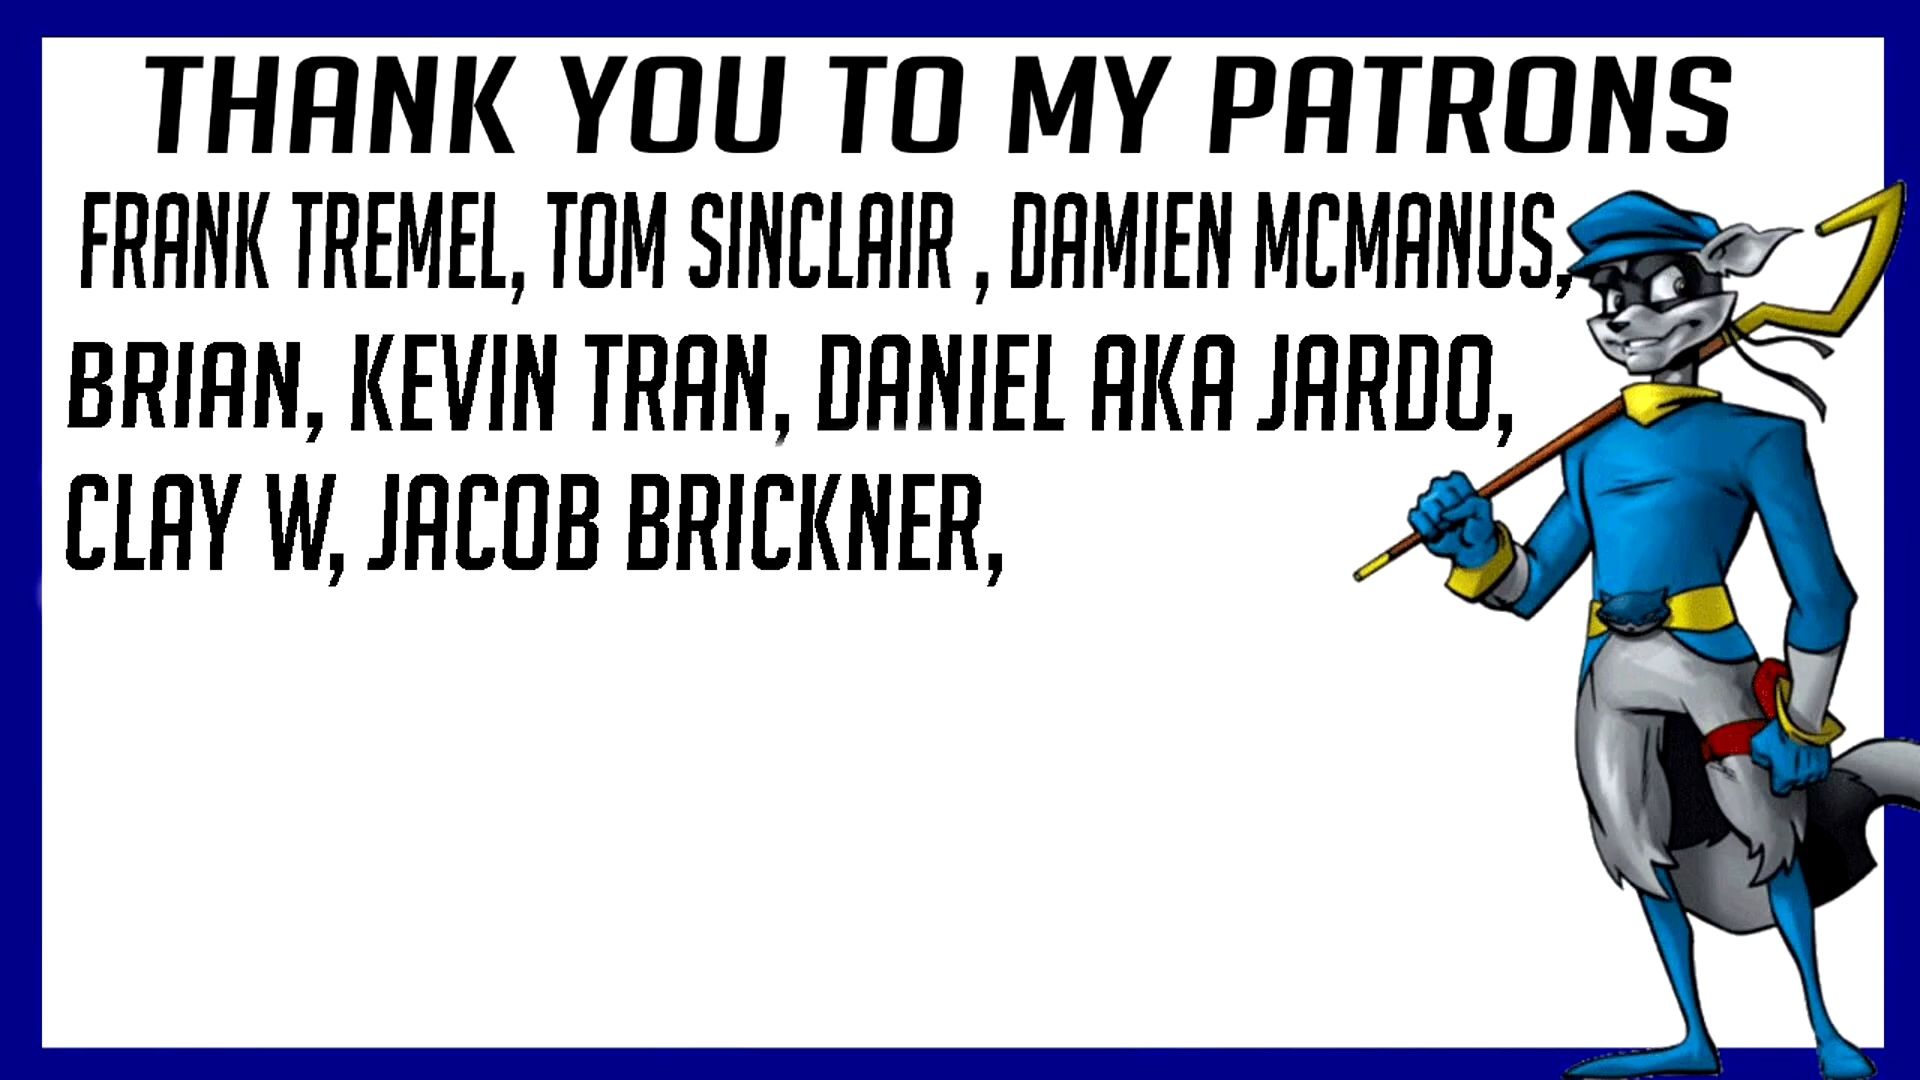 THANK YOU TO MY PATRONS
FRANK TREMEL, TOM SINCLAIR , DAMIEN MCMANUS,
BRIAN, KEVIN TRAN, DANIEL AKA JARDO,
CLAY W, JACOB BRICKNER,